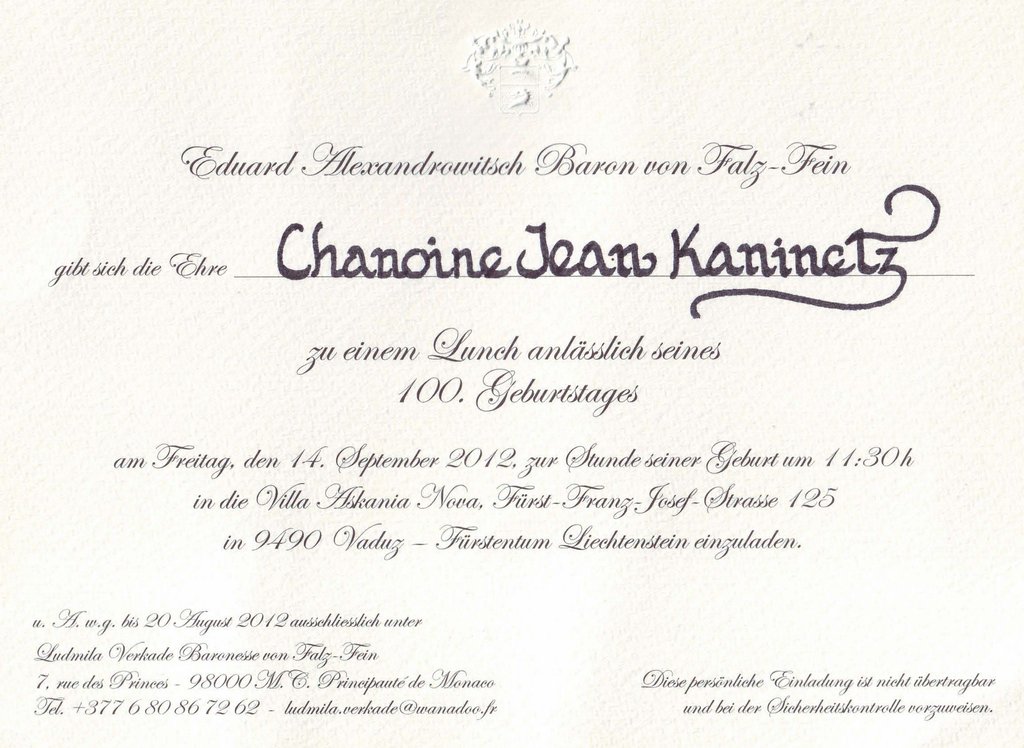 Eduard Alexandrowitsch Baron von Falz-Fein
gibt sich die Ehre Chanoine Jean Kaninetz
zu einem Lunch anlässlich seines
100. Geburtstages
am Freitag, den 14. September 2012, zur Stunde seiner Geburt um 11:30 h
in die Villa Askania Nova, Fürst-Franz-Josef-Strasse 125
in 9490 Vaduz – Fürstentum Liechtenstein einzuladen.
u. A. w.g. bis 20 August 2012 ausschliesslich unter
Ludmila Verkade Baronesse von Falz-Fein
7, rue des Princes - 98000 M.C. Principauté de Monaco
Tel. +377 6 80 86 72 62 - ludmila.verkade@wanadoo.fr
Diese persönliche Einladung ist nicht übertragbar
und bei der Sicherheitskontrolle vorzuweisen.